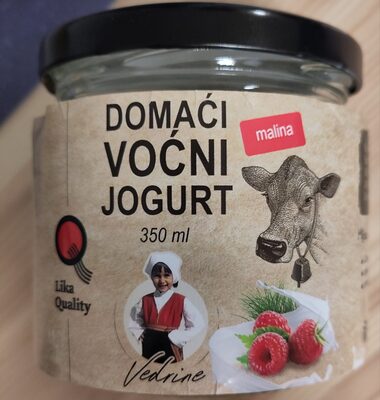 DOMAĆI
malina
VOĆNI
JOGURT
350 ml
Lika
Quality
Vedrine